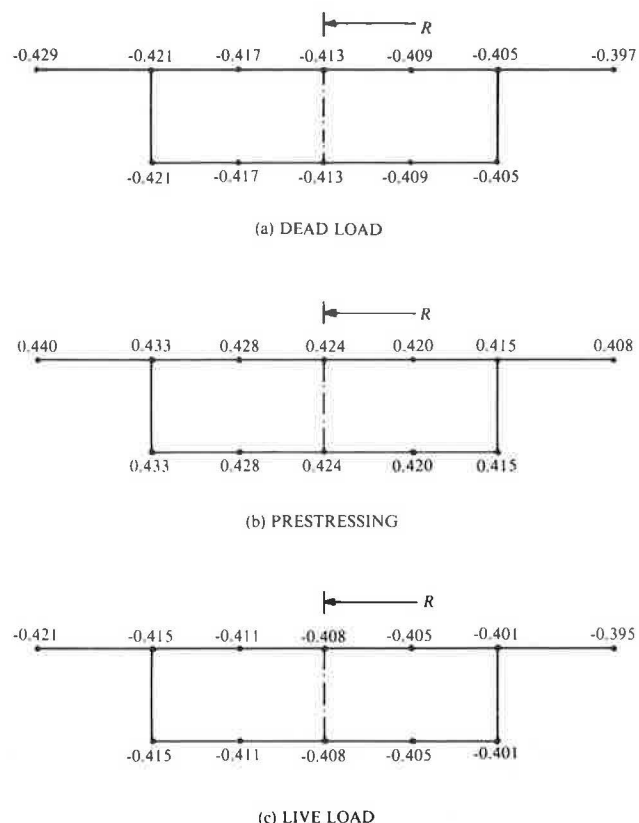 R
-0.429 -0.421 -0.417 -0.413 -0.409 -0.405 -0.397
-0.421 -0.417 -0.413 -0.409 -0.405
(a) DEAD LOAD
R
0.440 0.433 0.428 0.424 0.420 0.415 0.408
0.433 0.428 0.424 0.420 0.415
(b) PRESTRESSING
R
-0.421 -0.415 -0.411 -0.408 -0.405 -0.401 -0.395
-0.415 -0.411 -0.408 -0.405 -0.401
(c) LIVE LOAD